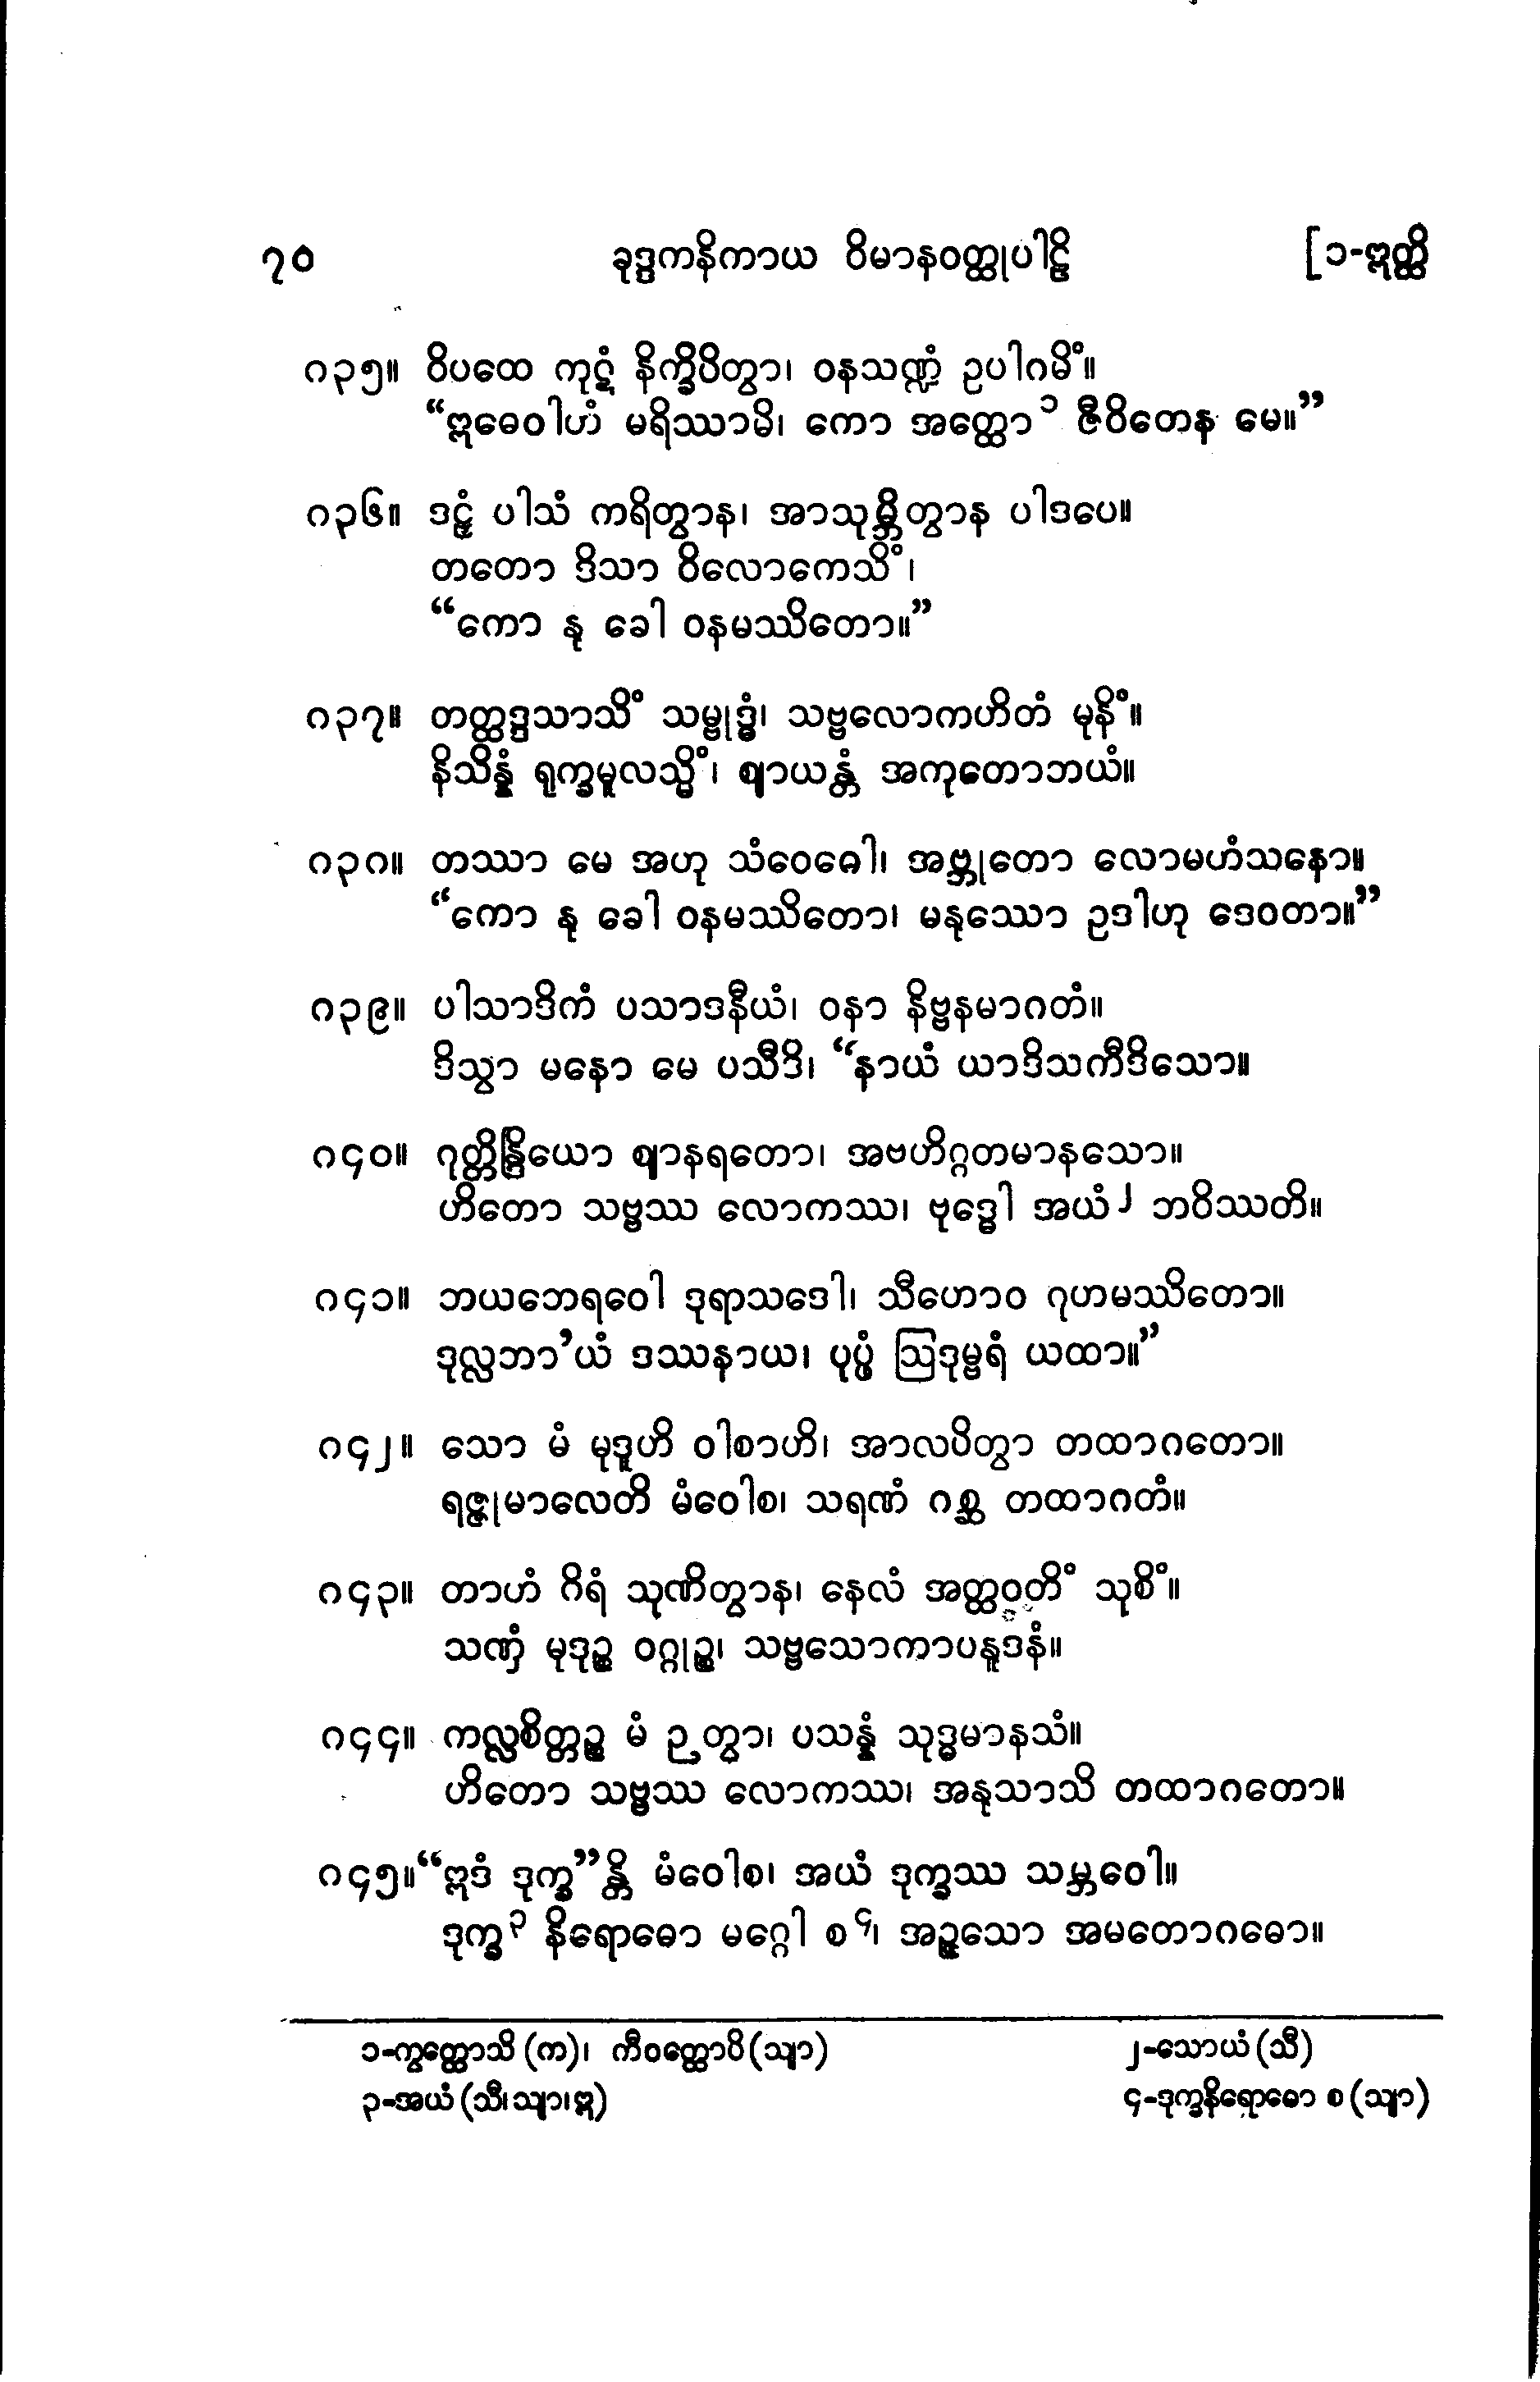 ၇၀ ခုဒ္ဒကနိကာယ ဝိမာနဝတ္ထုပါဠိ [၁-ဣတ္ထိ
၈၃၅။ ဝိပထေ ကုဋံ နိက္ခိပိတွာ၊ ဝနသဏ္ဍံ ဥပါဂမိံ။
“ဣဓေဝါဟံ မရိဿာမိ၊ ကော အတ္ထော ၁ ဇီဝိတေန မေ။”
၈၃၆။ ဒဠှံ ပါသံ ကရိတွာန၊ အာသုမ္ဘိတွာန ပါဒပေ။
တတော ဒိသာ ဝိလောကေသိံ၊
“ကော နု ခေါ ဝနမဿိတော။”
၈၃၇။ တတ္ထဒ္ဒသာသိံ သမ္ဗုဒ္ဓံ၊ သဗ္ဗလောကဟိတံ မုနိံ။
နိသိန္နံ ရုက္ခမူလသ္မိံ၊ ဈာယန္တံ အကုတောဘယံ။
၈၃၈။ တဿာ မေ အဟု သံဝေဓေါ၊ အဗ္ဘုတော လောမဟံသနော။
“ကော နု ခေါ ဝနမဿိတော၊ မနုဿော ဥဒါဟု ဒေဝတာ။”
၈၃၉။ ပါသာဒိကံ ပသာဒနီယံ၊ ဝနာ နိဗ္ဗနမာဂတံ။
ဒိသွာ မနော မေ ပသီဒိ၊ “နာယံ ယာဒိသကီဒိသော။
၈၄၀။ ဂုတ္တိန္ဒြိယော ဈာနရတော၊ အဗဟိဂ္ဂတမာနသော။
ဟိတော သဗ္ဗဿ လောကဿ၊ ဗုဒ္ဓေါ အယံ ၂ ဘဝိဿတိ။
၈၄၁။ ဘယဘေရဝေါ ဒုရာသဒေါ၊ သီဟောဝ ဂုဟမဿိတော။
ဒုလ္လဘာ’ယံ ဒဿနာယ၊ ပုပ္ဖံ ဩဒုမ္ဗရံ ယထာ။”
၈၄၂။ သော မံ မုဒူဟိ ဝါစာဟိ၊ အာလပိတွာ တထာဂတော။
ရဇ္ဇုမာလေတိ မံဝေါစ၊ သရဏံ ဂစ္ဆ တထာဂတံ။
၈၄၃။ တာဟံ ဂိရံ သုဏိတွာန၊ နေလံ အတ္ထဝတိံ သုစိံ။
သဏှံ မုဒုဉ္စ ဝဂ္ဂုဉ္စ၊ သဗ္ဗသောကာပနူဒနံ။
၈၄၄။ ကလ္လစိတ္တဉ္စ မံ ဉတွာ၊ ပသန္နံ သုဒ္ဓမာနသံ။
ဟိတော သဗ္ဗဿ လောကဿ၊ အနုသာသိ တထာဂတော။
၈၄၅။“ဣဒံ ဒုက္ခ”န္တိ မံဝေါစ၊ အယံ ဒုက္ခဿ သမ္ဘဝေါ။
ဒုက္ခ ၃ နိရောဓော မဂ္ဂေါ စ ၄၊ အဉ္ဇသော အမတောဂဓော။
၁-ကွတ္ထောသိ (က)၊ ကီဝတ္ထောပိ (သျာ) ၂-သောယံ (သီ)
၃-အယံ (သီ၊သျာ၊ဣ) ၄-ဒုက္ခနိရောဓော စ (သျာ)